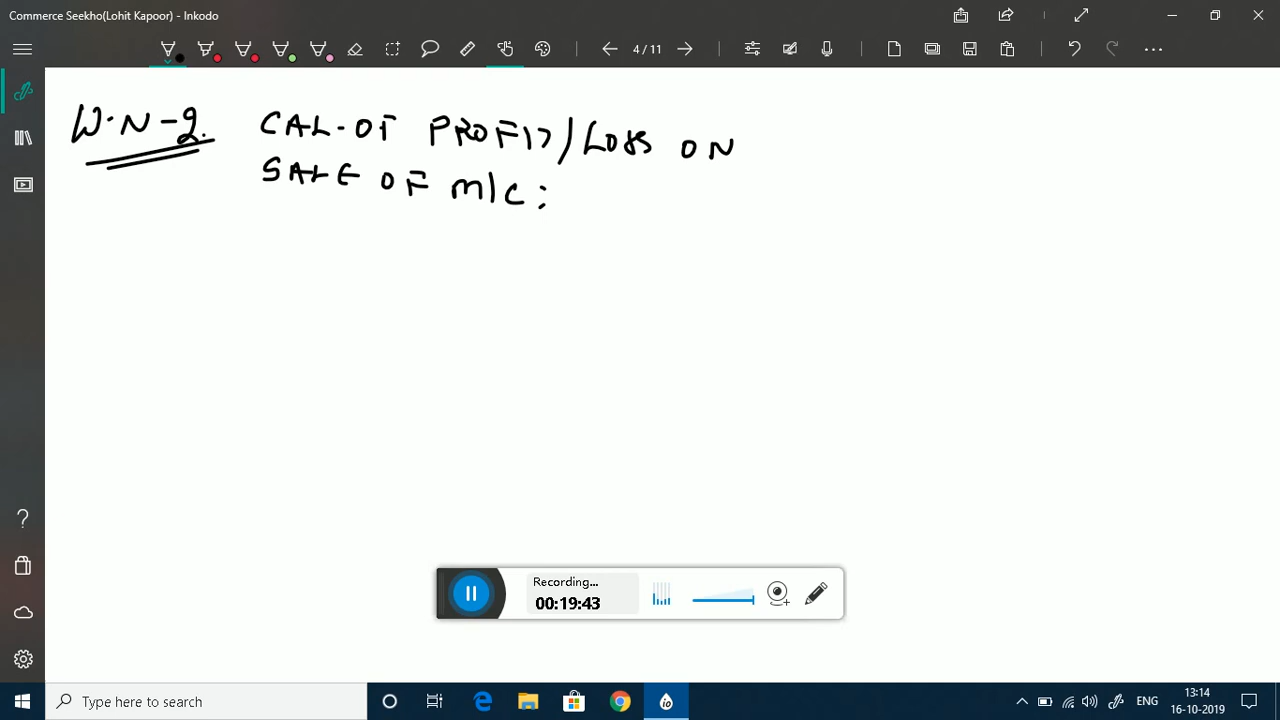 Commerce Seekho(Lohit Kapoor) - Inkodo
4/11
W.N-2. CAL. OF PROFIT/LOSS ON
SALE OF M/C:
Recording...
00:19:43
Type here to search
io
ENG
13:14
16-10-2019